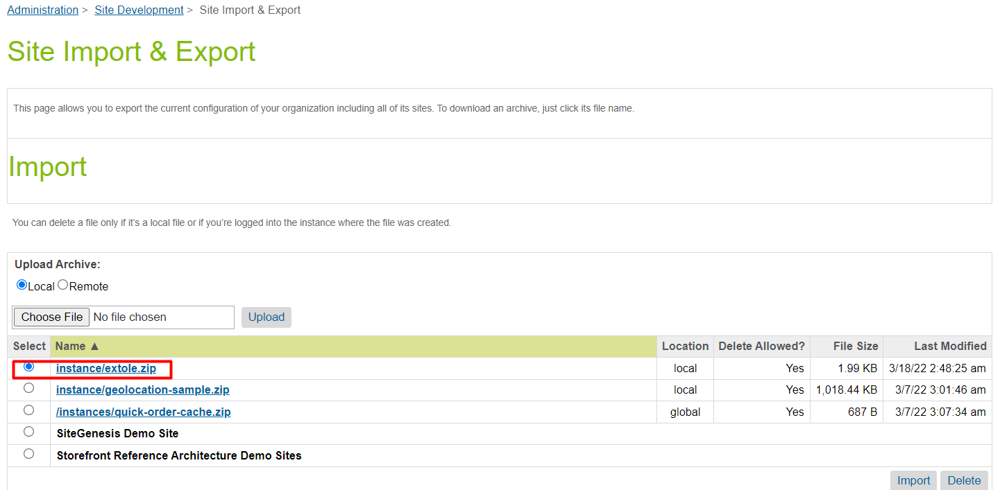 Administration > Site Development > Site Import & Export
Site Import & Export
This page allows you to export the current configuration of your organization including all of its sites. To download an archive, just click its file name.
Import
You can delete a file only if it's a local file or if you're logged into the instance where the file was created.
Upload Archive:
Local Remote
Choose File No file chosen Upload
Select Name ▲ Location Delete Allowed? File Size Last Modified
instance/extole.zip local Yes 1.99 KB 3/18/22 2:48:25 am
instance/geolocation-sample.zip local Yes 1,018.44 KB 3/7/22 3:01:46 am
/instances/quick-order-cache.zip global Yes 687 B 3/7/22 3:07:34 am
SiteGenesis Demo Site
Storefront Reference Architecture Demo Sites
Import Delete